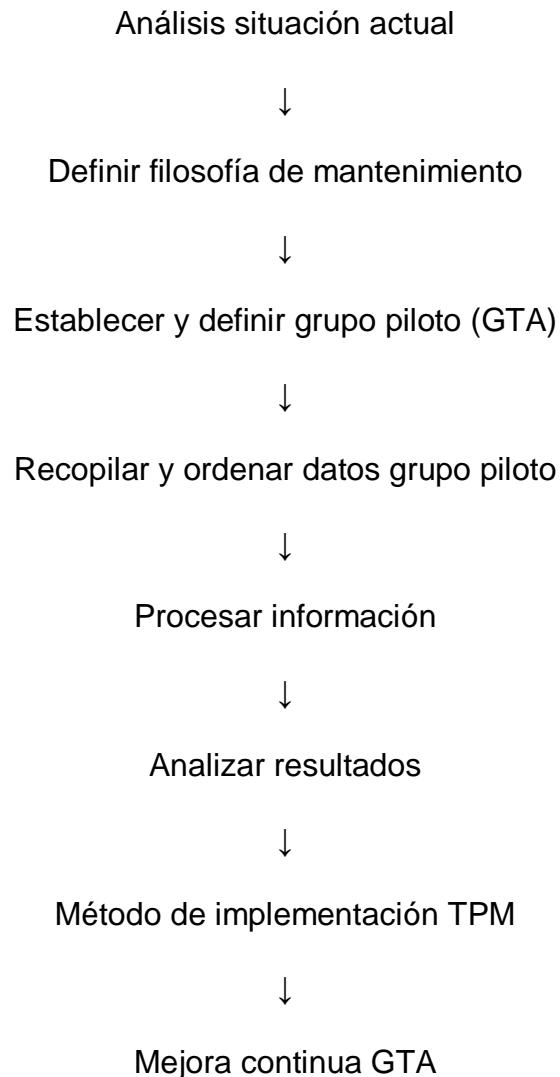 Análisis situación actual
↓
Definir filosofía de mantenimiento
↓
Establecer y definir grupo piloto (GTA)
↓
Recopilar y ordenar datos grupo piloto
↓
Procesar información
↓
Analizar resultados
↓
Método de implementación TPM
↓
Mejora continua GTA